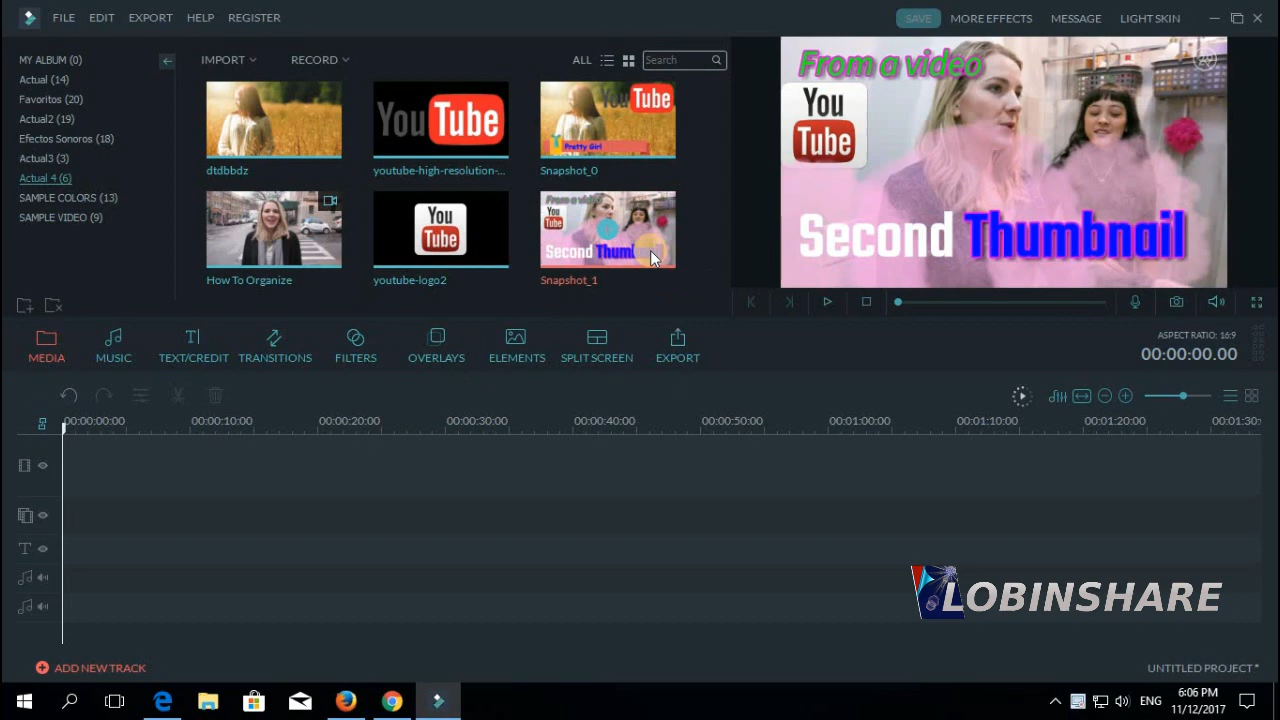 FILE EDIT EXPORT HELP REGISTER
SAVE MORE EFFECTS MESSAGE LIGHT SKIN
MY ALBUM (0)
Actual (14)
Favoritos (20)
Actual2 (19)
Efectos Sonoros (18)
Actual3 (3)
Actual 4 (6)
SAMPLE COLORS (13)
SAMPLE VIDEO (9)
IMPORT RECORD ALL Search
YouTube
YouTube
Pretty Girl
dtdbbdz youtube-high-resolution-... Snapshot_0
You
Tube
From a video
You
Tube
Second Thumbnail
How To Organize youtube-logo2 Snapshot_1
From a video
You
Tube
Second Thumbnail
MEDIA MUSIC TEXT/CREDIT TRANSITIONS FILTERS OVERLAYS ELEMENTS SPLIT SCREEN EXPORT
ASPECT RATIO: 16:9
00:00:00.00
00:00:00:00 00:00:10:00 00:00:20:00 00:00:30:00 00:00:40:00 00:00:50:00 00:01:00:00 00:01:10:00 00:01:20:00 00:01:30:
T
LOBINSHARE
ADD NEW TRACK
UNTITLED PROJECT *
ENG
6:06 PM
11/12/2017